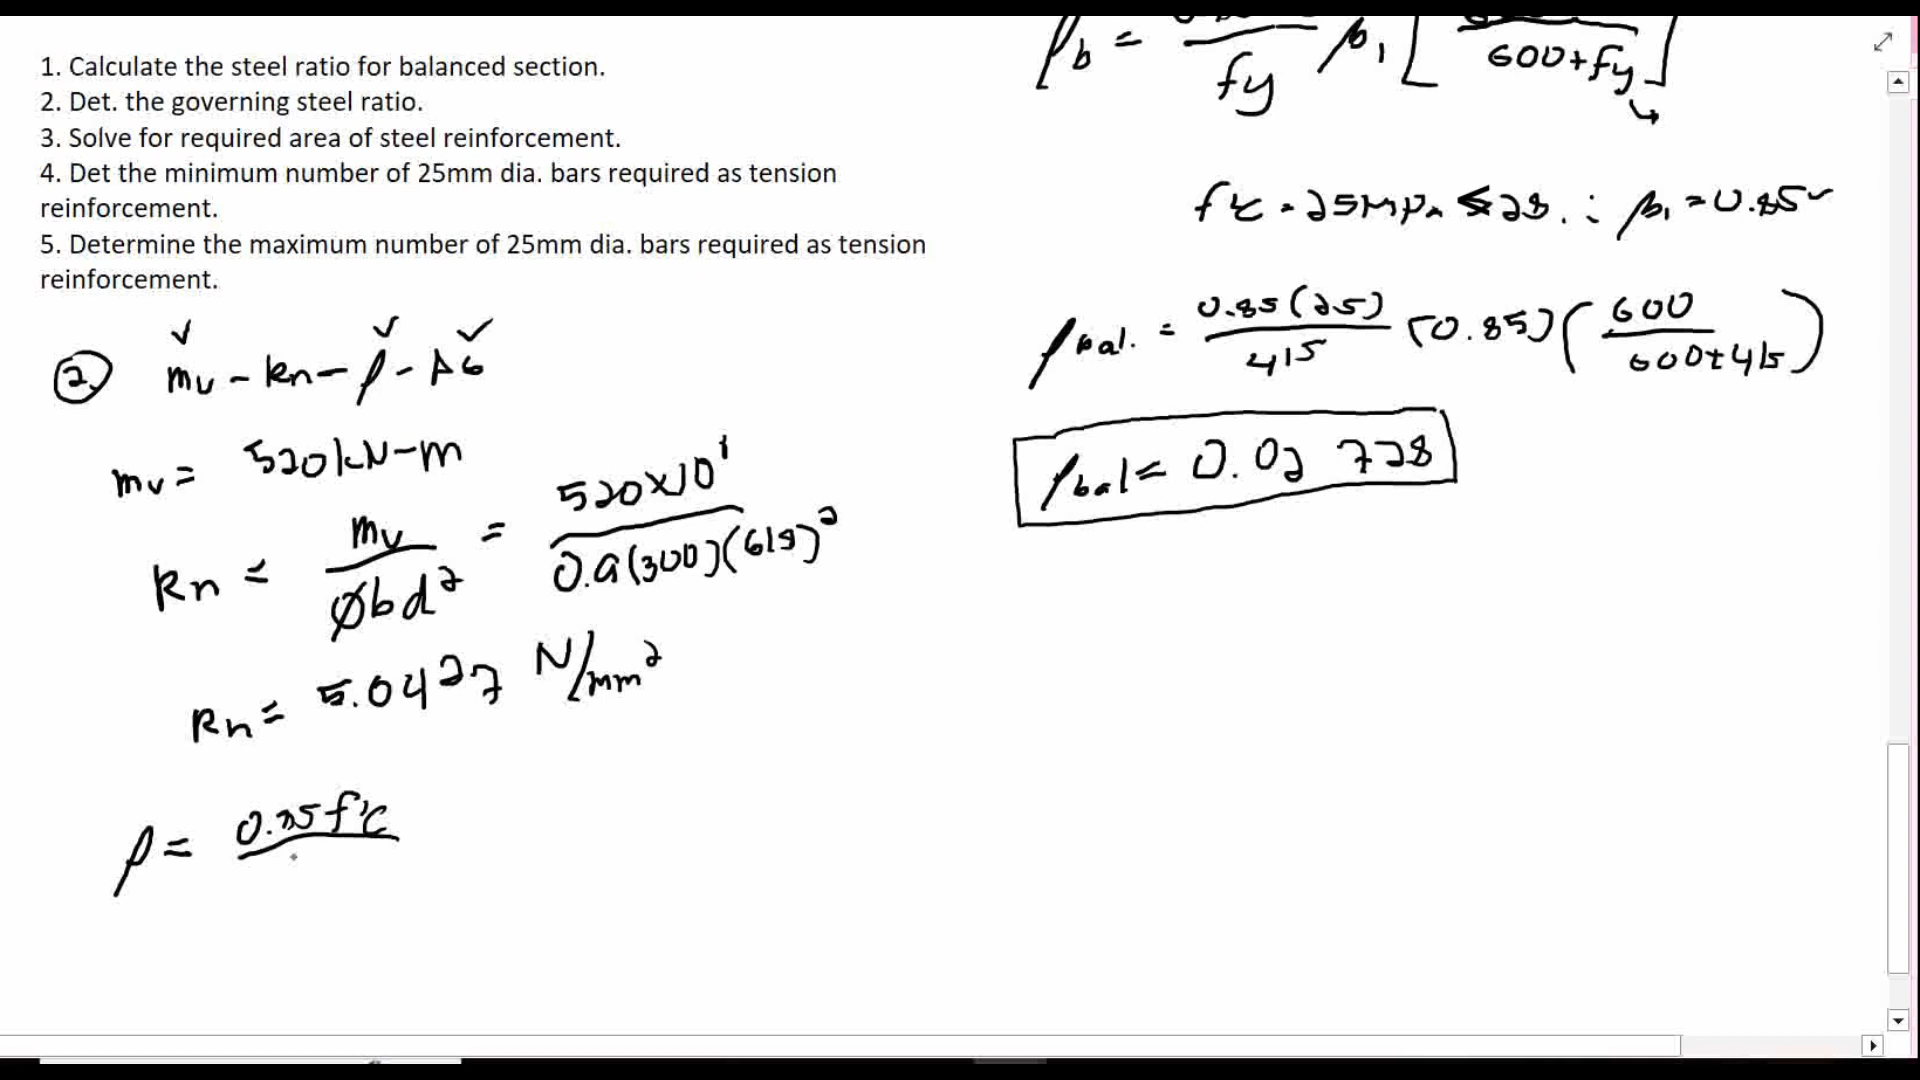 1. Calculate the steel ratio for balanced section.
2. Det. the governing steel ratio.
3. Solve for required area of steel reinforcement.
4. Det the minimum number of 25mm dia. bars required as tension
reinforcement.
5. Determine the maximum number of 25mm dia. bars required as tension
reinforcement.
② Mu - Rn - ρ - AS
Mu = 520kN-m
Rn = Mu / Øbd² = 520x10 / 0.9(300)(618)²
Rn = 5.0427 N/mm²
ρ = 0.85f'c
ρb = / fy β1 [ / 600+fy ]
f'c = 25MPa ≤ 28 ∴ β1 = 0.85
ρbal. = 0.85(25) / 415 (0.85) ( 600 / 600+415 )
ρbal = 0.02 728